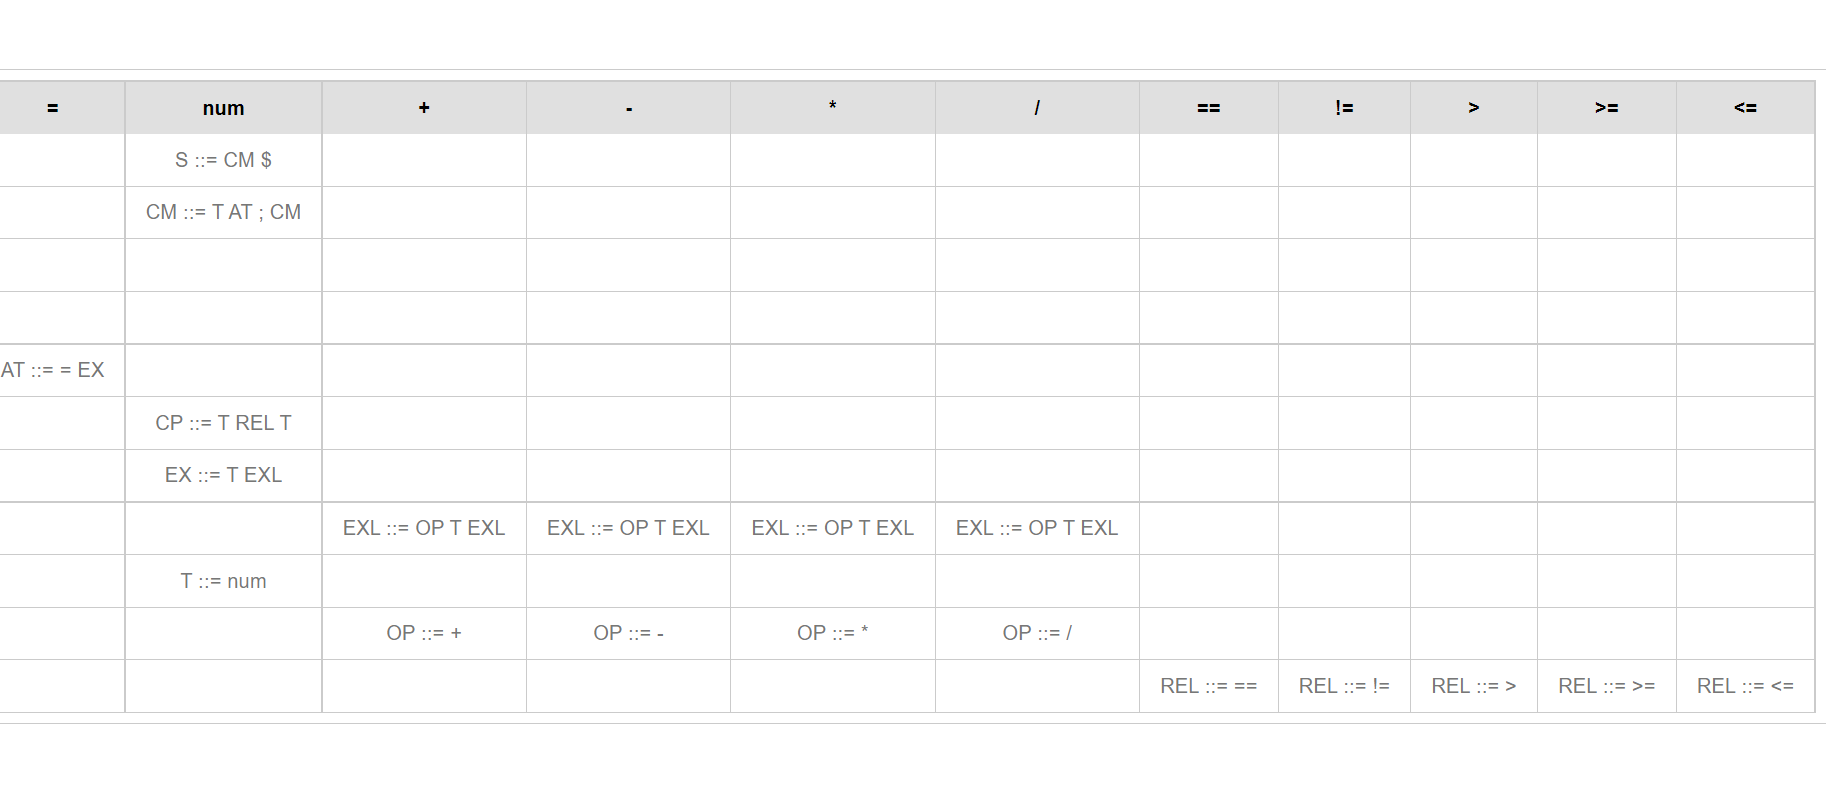 = num + - * / == != > >= <=
S ::= CM $
CM ::= T AT ; CM
AT ::= = EX
CP ::= T REL T
EX ::= T EXL
EXL ::= OP T EXL EXL ::= OP T EXL EXL ::= OP T EXL EXL ::= OP T EXL
T ::= num
OP ::= + OP ::= - OP ::= * OP ::= /
REL ::= == REL ::= != REL ::= > REL ::= >= REL ::= <=